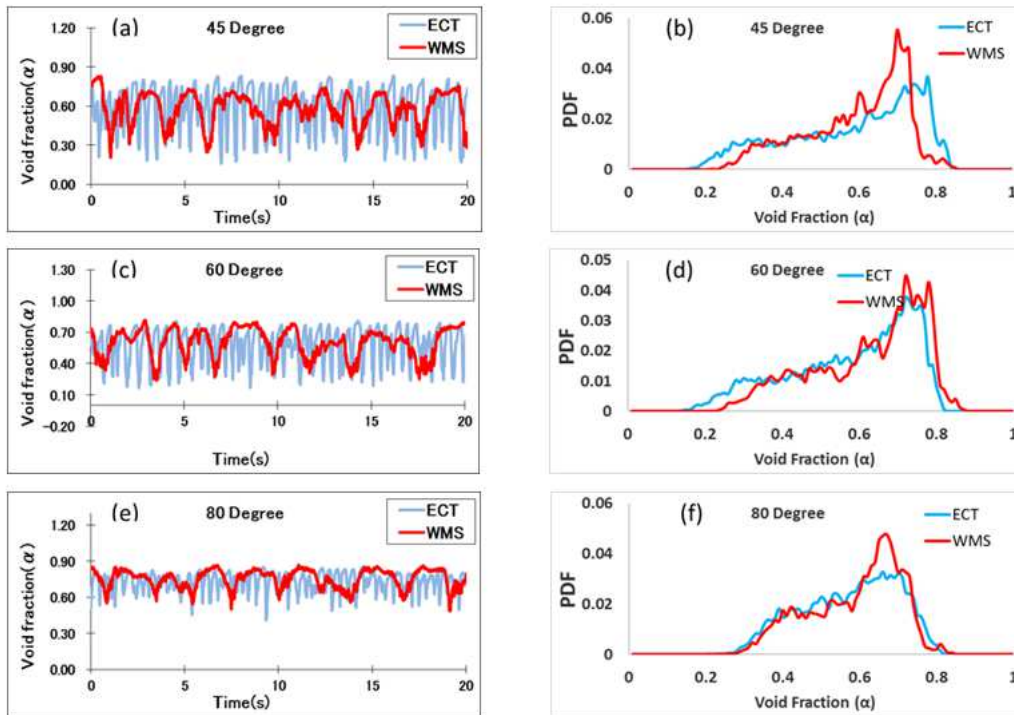 (a) 45 Degree
ECT
WMS
Void fraction(α)
1.20
0.90
0.60
0.30
0.00
0 5 10 15 20
Time(s)
(b) 45 Degree
ECT
WMS
PDF
0.06
0.04
0.02
0
0 0.2 0.4 0.6 0.8 1
Void Fraction (α)
(c) 60 Degree
ECT
WMS
Void fraction(α)
1.30
1.00
0.70
0.40
0.10
-0.20
0 5 10 15 20
Time(s)
(d) 60 Degree
ECT
WMS
PDF
0.05
0.04
0.03
0.02
0.01
0
0 0.2 0.4 0.6 0.8 1
Void Fraction (α)
(e) 80 Degree
ECT
WMS
Void fraction(α)
1.20
0.90
0.60
0.30
0.00
0 5 10 15 20
Time(s)
(f) 80 Degree
ECT
WMS
PDF
0.06
0.04
0.02
0
0 0.2 0.4 0.6 0.8 1
Void Fraction (α)